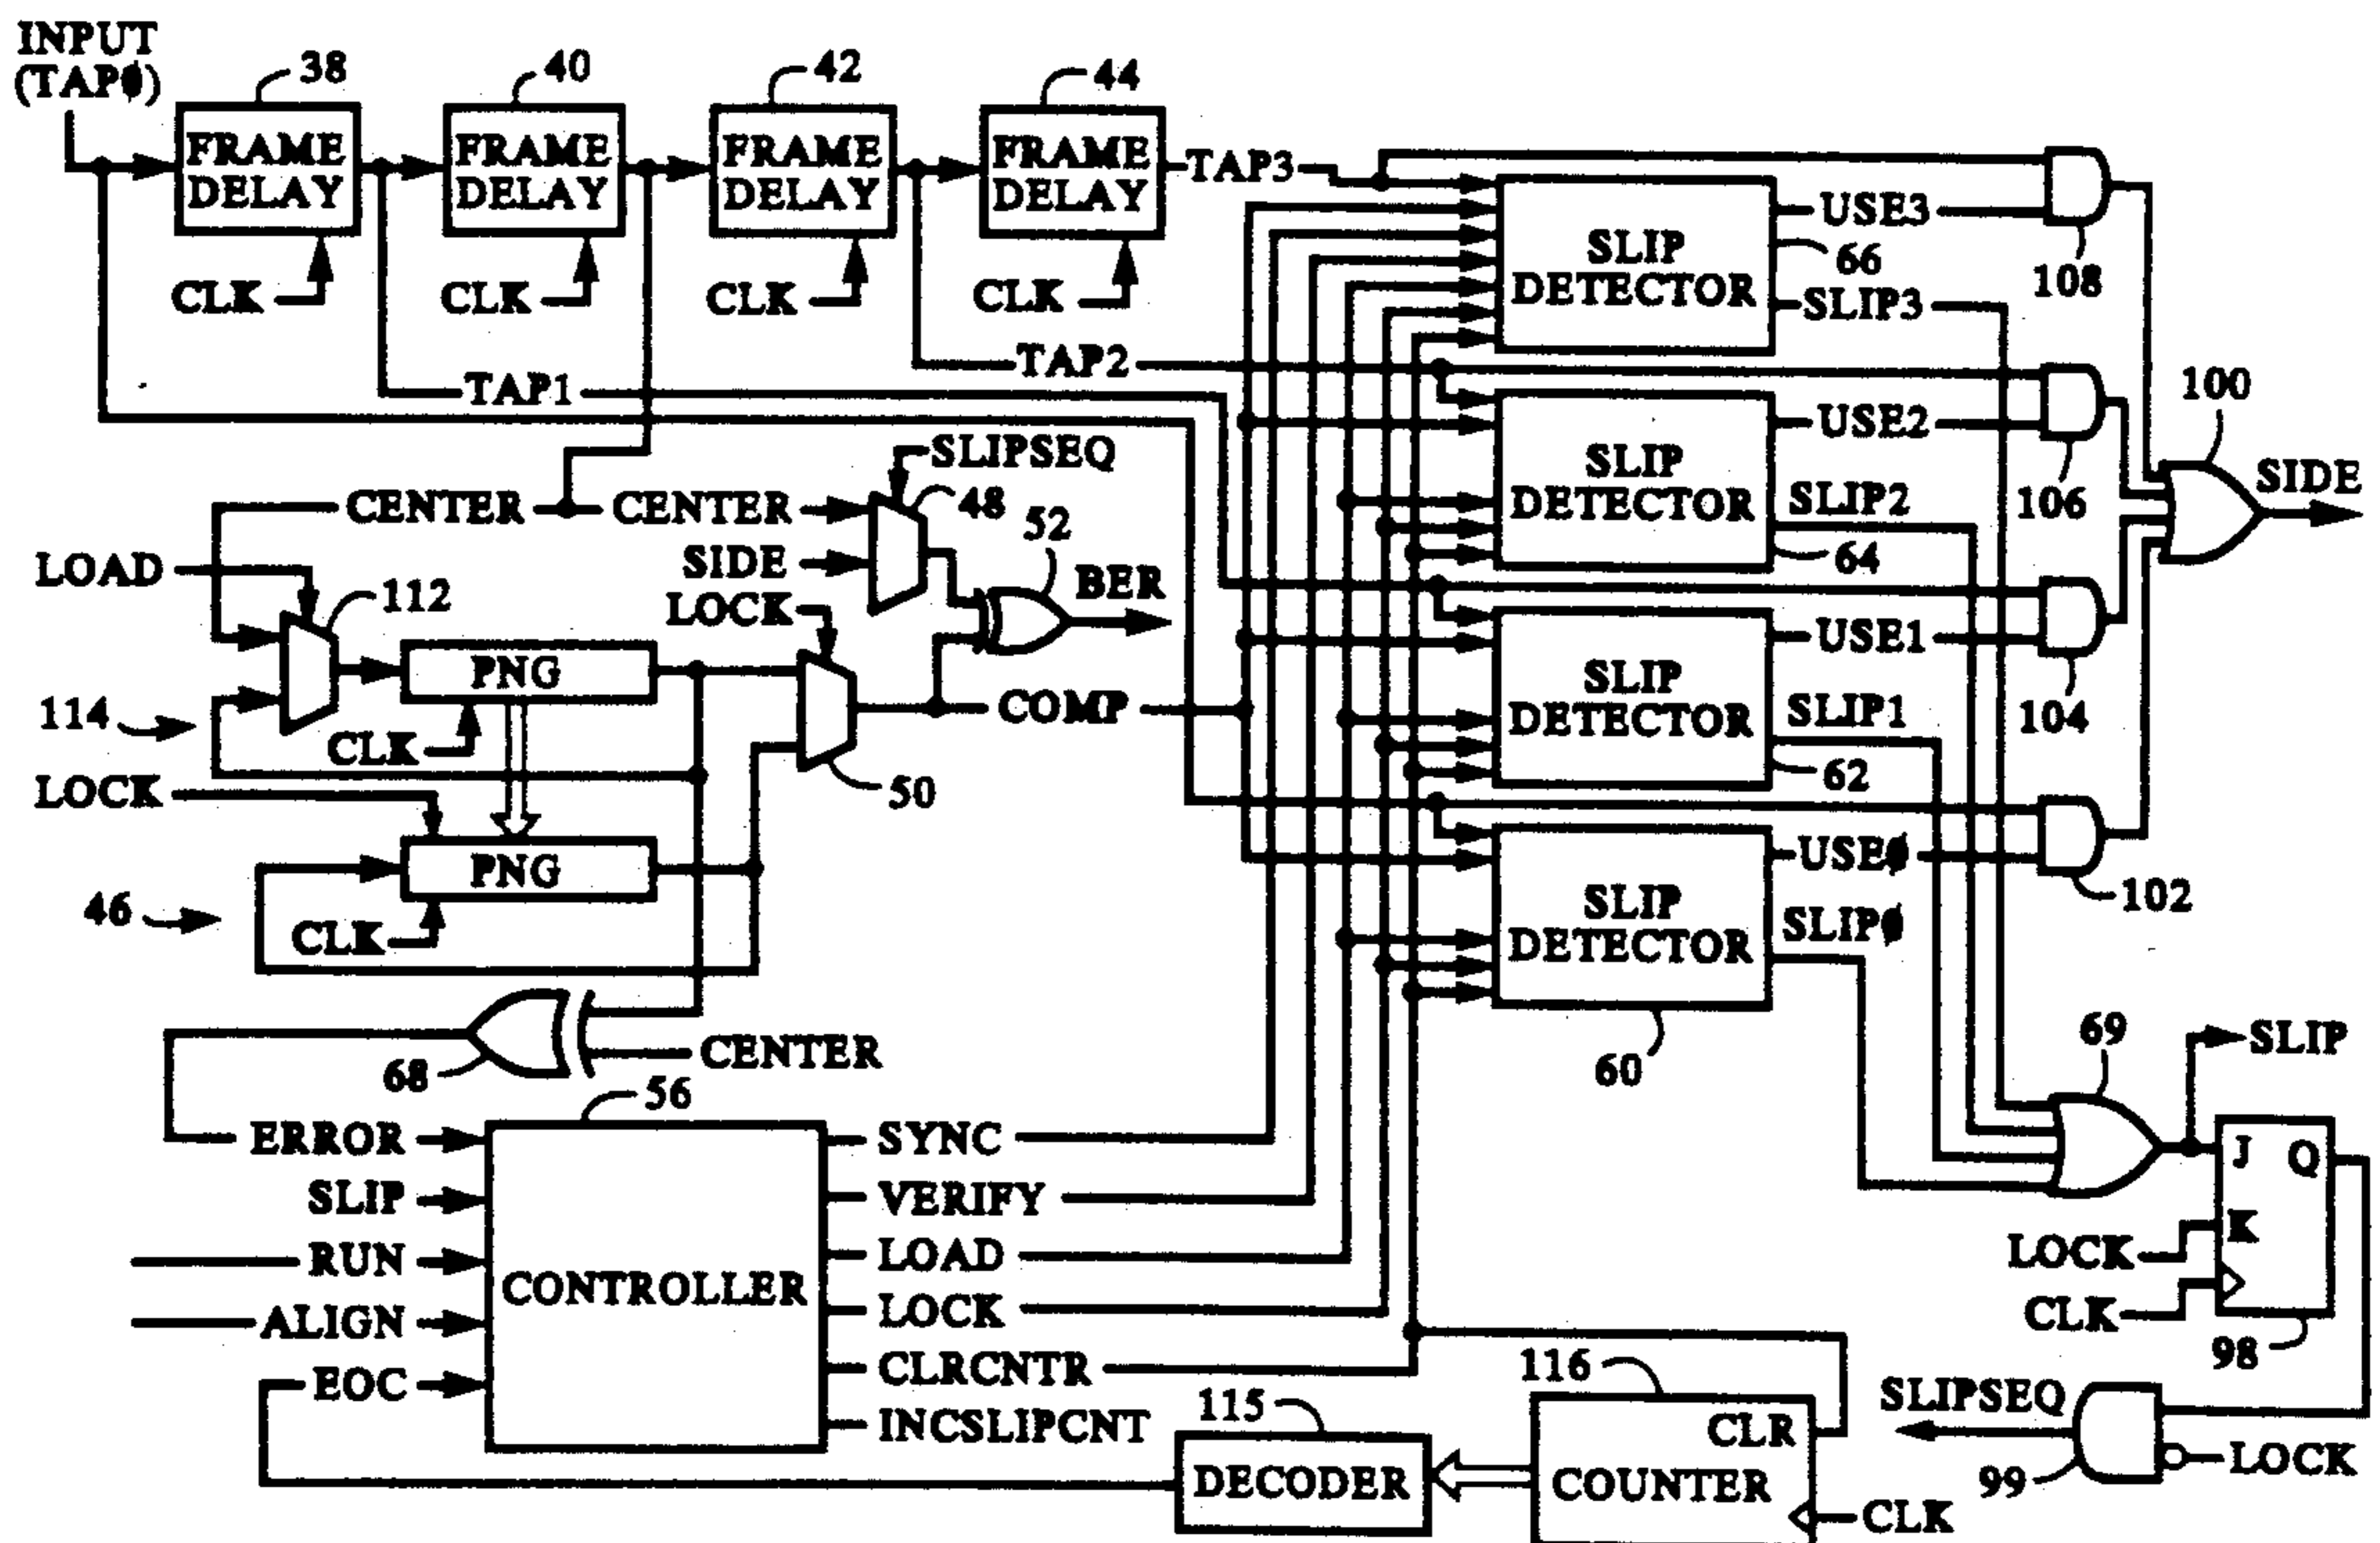 INPUT
(TAP0)
38
40
42
44
FRAME
DELAY
FRAME
DELAY
FRAME
DELAY
FRAME
DELAY
TAP3
CLK
CLK
CLK
CLK
SLIP
DETECTOR
USE3
66
SLIP3
108
TAP2
TAP1
SLIP
DETECTOR
USE2
SLIP2
64
106
100
SIDE
SLIPSEQ
CENTER
CENTER
48
52
SIDE
LOAD
LOCK
BER
112
PNG
114
CLK
COMP
50
LOCK
PNG
46
CLK
SLIP
DETECTOR
USE1
SLIP1
62
104
SLIP
DETECTOR
USE0
SLIP0
60
102
68
CENTER
56
ERROR
SLIP
RUN
ALIGN
EOC
CONTROLLER
SYNC
VERIFY
LOAD
LOCK
CLRCNTR
INCSLIPCNT
69
SLIP
J
Q
K
LOCK
CLK
98
115
DECODER
116
CLR
COUNTER
CLK
SLIPSEQ
99
LOCK